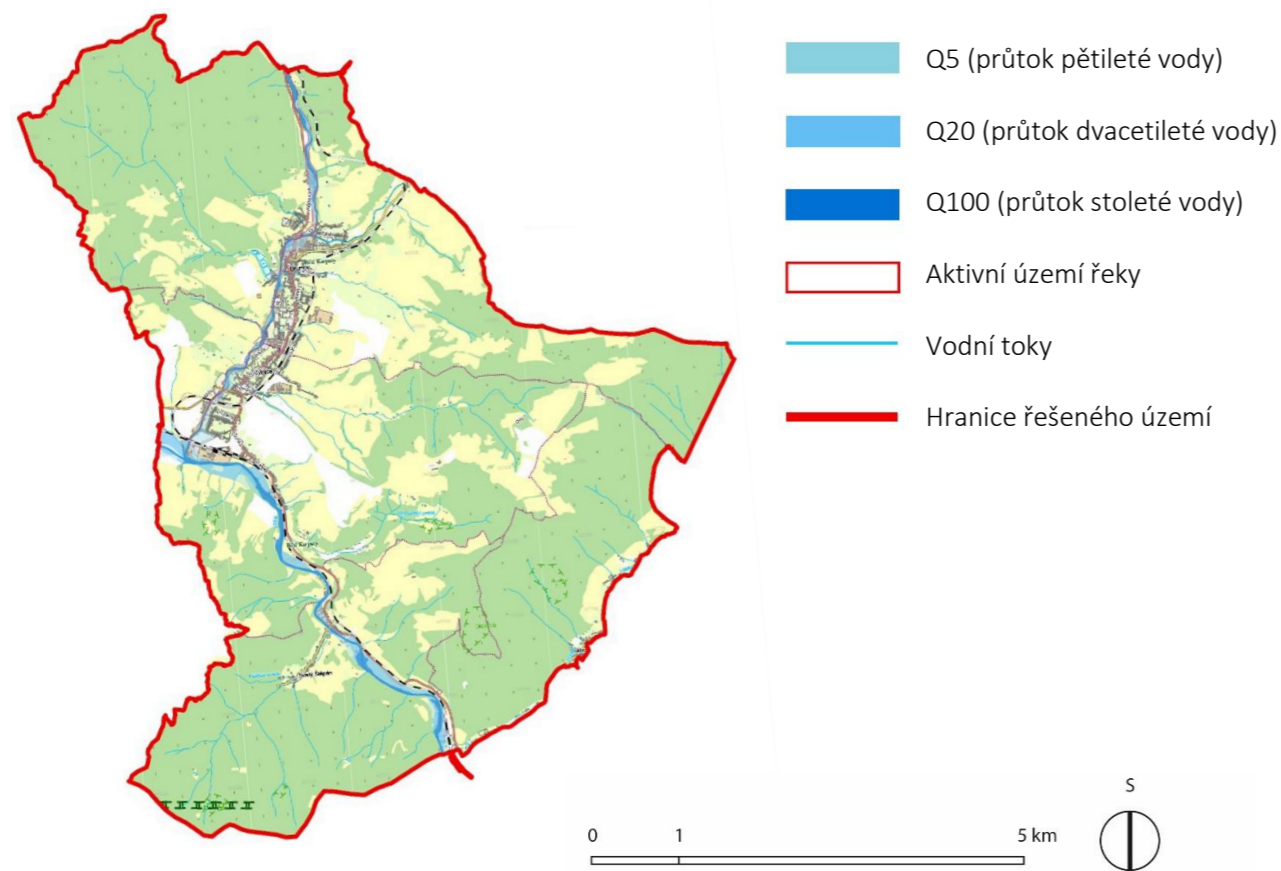 Q5 (průtok pětileté vody)
Q20 (průtok dvacetileté vody)
Q100 (průtok stoleté vody)
Aktivní území řeky
Vodní toky
Hranice řešeného území
S
0 1 5 km